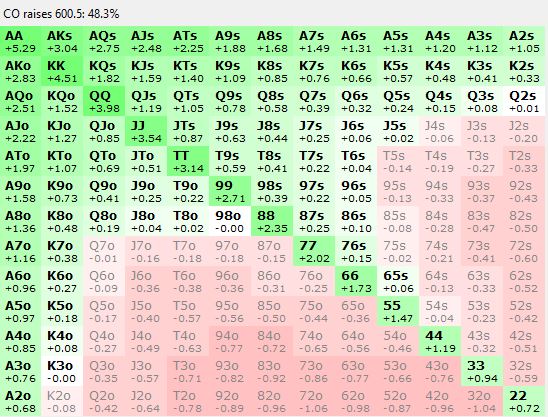 CO raises 600.5: 48.3%
AA AKs AQs AJs ATs A9s A8s A7s A6s A5s A4s A3s A2s
+5.29 +3.04 +2.75 +2.48 +2.25 +1.88 +1.68 +1.49 +1.31 +1.31 +1.20 +1.12 +1.05
AKo KK KQs KJs KTs K9s K8s K7s K6s K5s K4s K3s K2s
+2.83 +4.51 +1.82 +1.59 +1.40 +1.09 +0.85 +0.76 +0.66 +0.57 +0.48 +0.41 +0.33
AQo KQo QQ QJs QTs Q9s Q8s Q7s Q6s Q5s Q4s Q3s Q2s
+2.51 +1.52 +3.98 +1.19 +1.05 +0.78 +0.58 +0.39 +0.32 +0.24 +0.15 +0.08 +0.01
AJo KJo QJo JJ JTs J9s J8s J7s J6s J5s J4s J3s J2s
+2.22 +1.27 +0.85 +3.54 +0.87 +0.63 +0.44 +0.25 +0.06 +0.02 -0.06 -0.13 -0.20
ATo KTo QTo JTo TT T9s T8s T7s T6s T5s T4s T3s T2s
+1.97 +1.07 +0.69 +0.51 +3.14 +0.59 +0.41 +0.22 +0.04 -0.14 -0.19 -0.27 -0.33
A9o K9o Q9o J9o T9o 99 98s 97s 96s 95s 94s 93s 92s
+1.58 +0.73 +0.41 +0.25 +0.22 +2.71 +0.39 +0.22 +0.05 -0.13 -0.33 -0.37 -0.43
A8o K8o Q8o J8o T8o 98o 88 87s 86s 85s 84s 83s 82s
+1.36 +0.48 +0.19 +0.04 +0.02 -0.00 +2.35 +0.25 +0.10 -0.08 -0.28 -0.47 -0.50
A7o K7o Q7o J7o T7o 97o 87o 77 76s 75s 74s 73s 72s
+1.16 +0.38 -0.01 -0.16 -0.18 -0.18 -0.15 +2.02 +0.15 -0.02 -0.21 -0.41 -0.60
A6o K6o Q6o J6o T6o 96o 86o 76o 66 65s 64s 63s 62s
+0.96 +0.27 -0.09 -0.36 -0.38 -0.36 -0.31 -0.25 +1.73 +0.06 -0.13 -0.33 -0.52
A5o K5o Q5o J5o T5o 95o 85o 75o 65o 55 54s 53s 52s
+0.97 +0.18 -0.17 -0.40 -0.57 -0.56 -0.50 -0.44 -0.36 +1.47 -0.04 -0.23 -0.42
A4o K4o Q4o J4o T4o 94o 84o 74o 64o 54o 44 43s 42s
+0.85 +0.08 -0.27 -0.49 -0.63 -0.77 -0.72 -0.65 -0.56 -0.46 +1.19 -0.32 -0.51
A3o K3o Q3o J3o T3o 93o 83o 73o 63o 53o 43o 33 32s
+0.76 -0.00 -0.35 -0.57 -0.71 -0.82 -0.92 -0.86 -0.77 -0.66 -0.76 +0.94 -0.59
A2o K2o Q2o J2o T2o 92o 82o 72o 62o 52o 42o 32o 22
+0.68 -0.08 -0.42 -0.64 -0.78 -0.89 -0.96 -1.06 -0.98 -0.87 -0.96 -1.04 +0.72